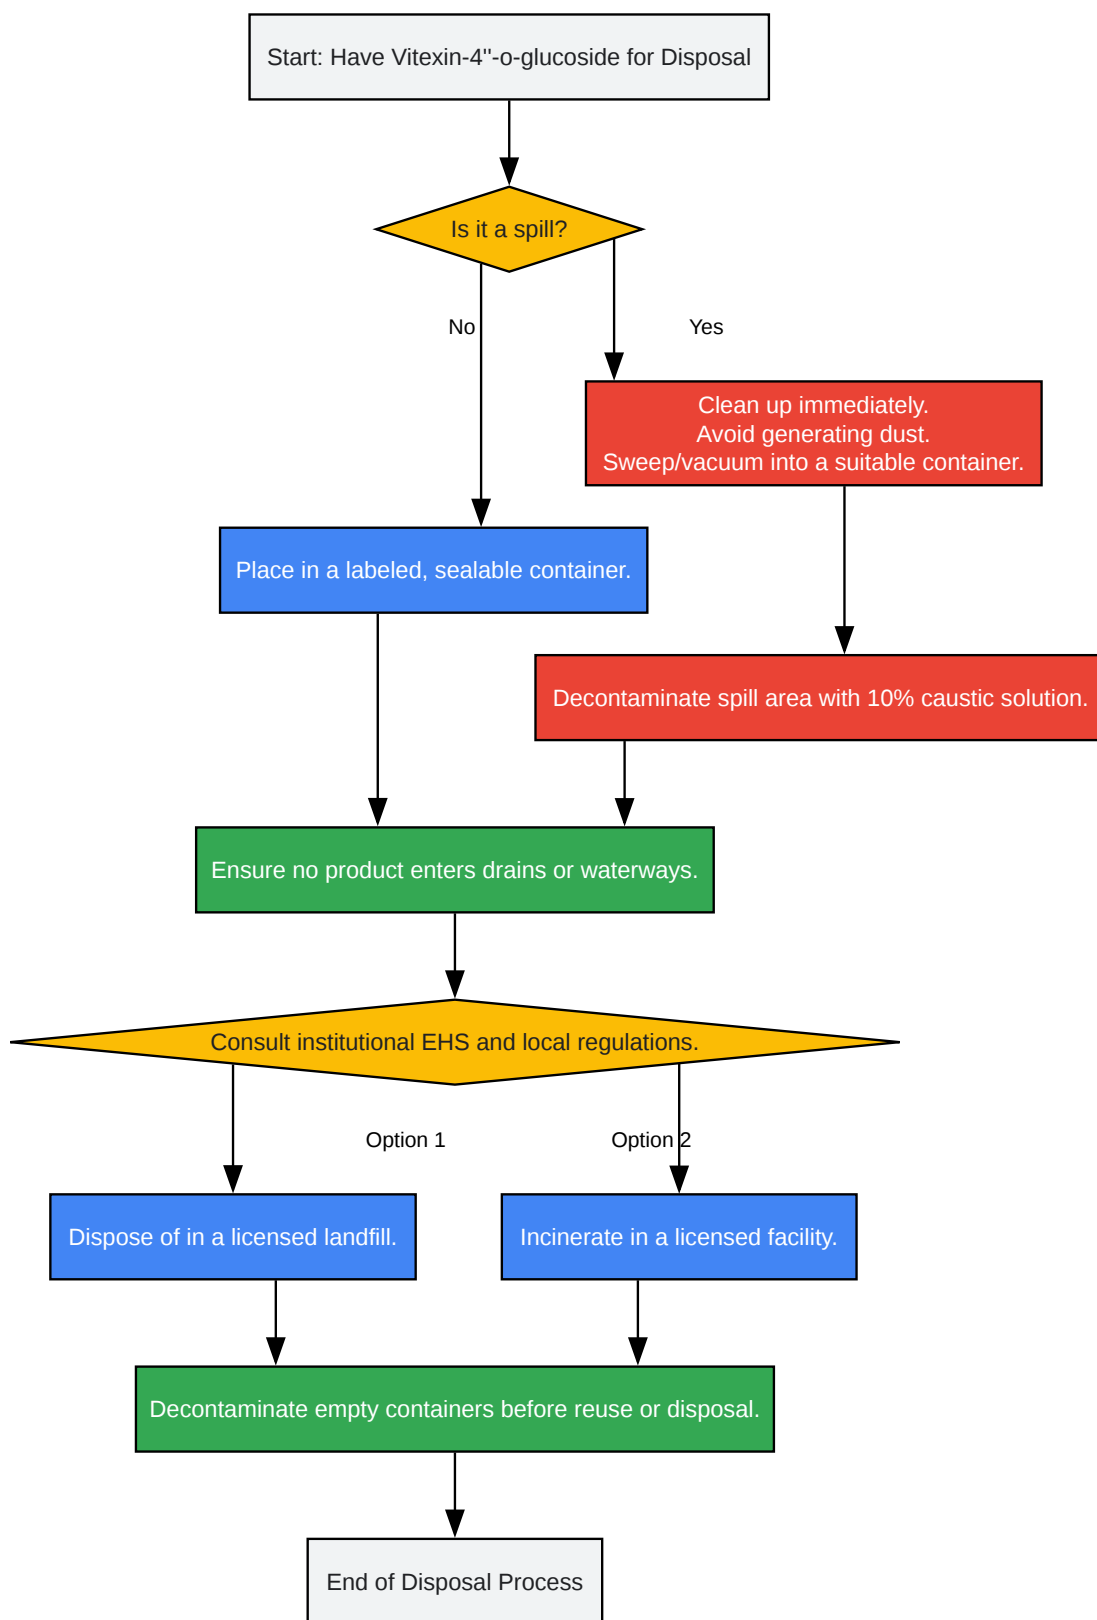 Start: Have Vitexin-4''-o-glucoside for Disposal
Is it a spill?
No
Yes
Clean up immediately.
Avoid generating dust.
Sweep/vacuum into a suitable container.
Place in a labeled, sealable container.
Decontaminate spill area with 10% caustic solution.
Ensure no product enters drains or waterways.
Consult institutional EHS and local regulations.
Option 1
Option 2
Dispose of in a licensed landfill.
Incinerate in a licensed facility.
Decontaminate empty containers before reuse or disposal.
End of Disposal Process